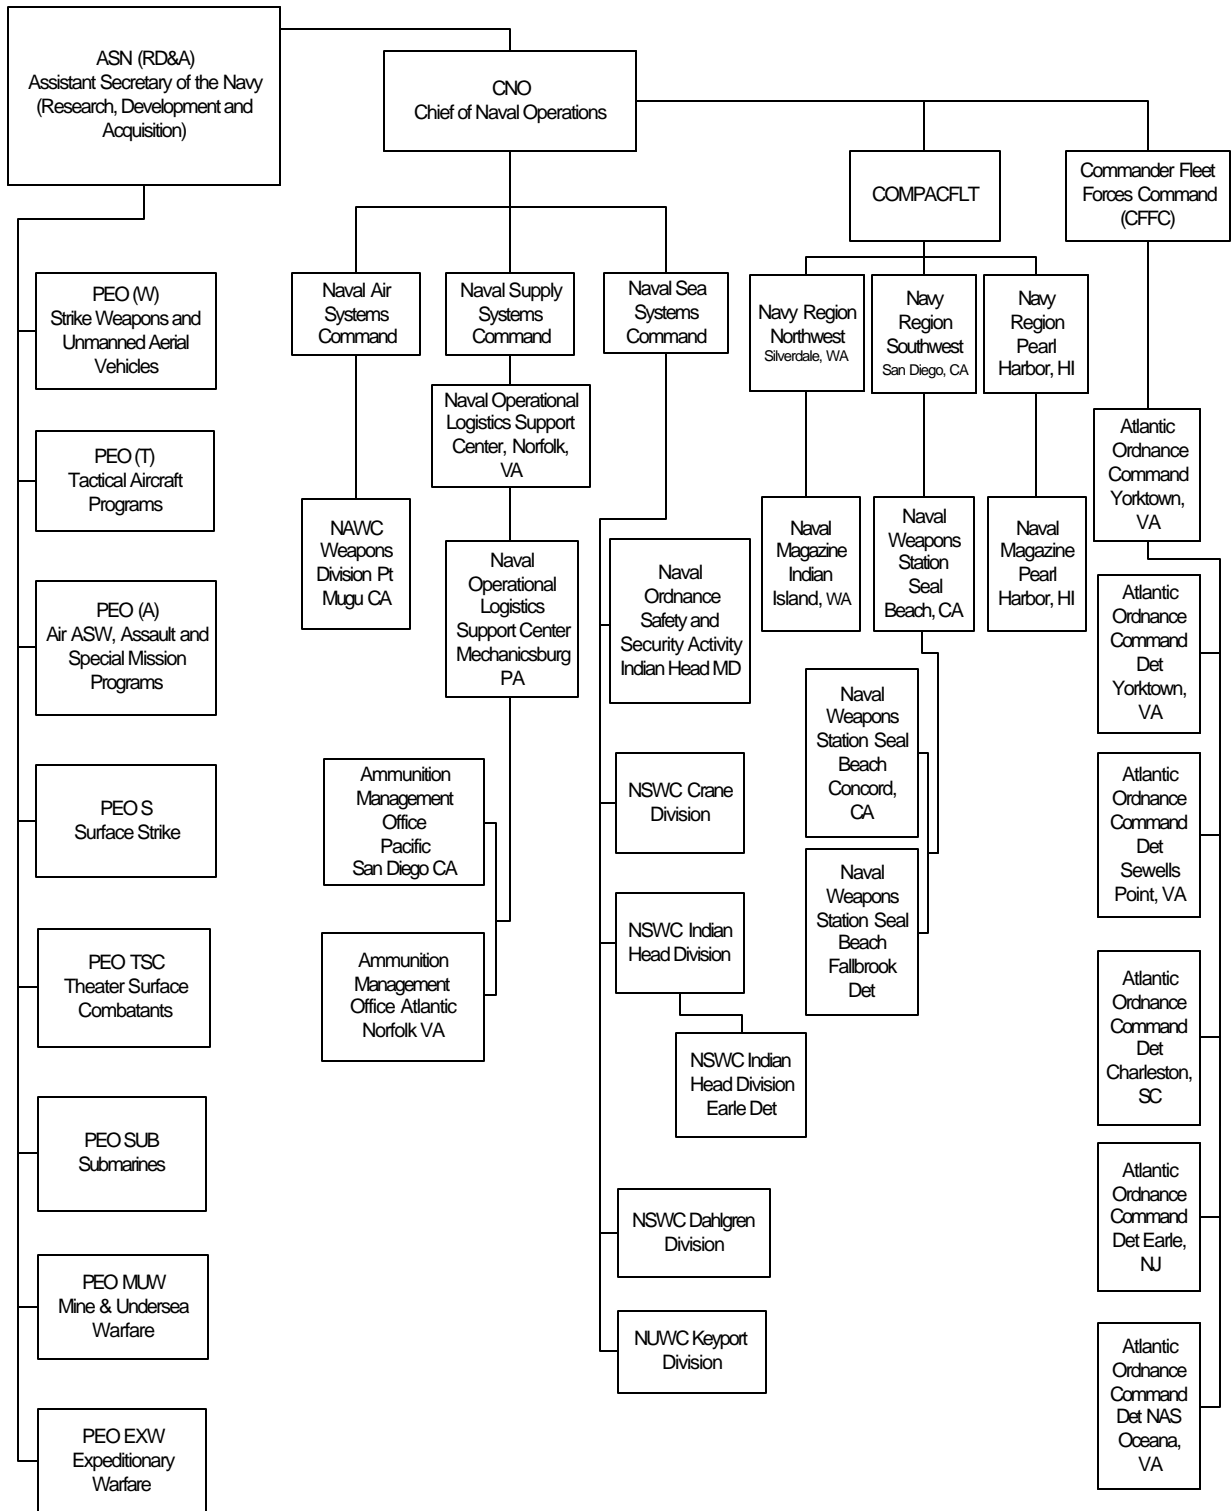 ASN (RD&A)
Assistant Secretary of the Navy
(Research, Development and
Acquisition)
CNO
Chief of Naval Operations
COMPACFLT
Commander Fleet
Forces Command
(CFFC)
PEO (W)
Strike Weapons and
Unmanned Aerial
Vehicles
PEO (T)
Tactical Aircraft
Programs
PEO (A)
Air ASW, Assault and
Special Mission
Programs
PEO S
Surface Strike
PEO TSC
Theater Surface
Combatants
PEO SUB
Submarines
PEO MUW
Mine & Undersea
Warfare
PEO EXW
Expeditionary
Warfare
Naval Air
Systems
Command
NAWC
Weapons
Division Pt
Mugu CA
Naval Supply
Systems
Command
Naval Operational
Logistics Support
Center, Norfolk,
VA
Naval
Operational
Logistics
Support Center
Mechanicsburg
PA
Ammunition
Management
Office
Pacific
San Diego CA
Ammunition
Management
Office Atlantic
Norfolk VA
Naval Sea
Systems
Command
Naval
Ordnance
Safety and
Security Activity
Indian Head MD
NSWC Crane
Division
NSWC Indian
Head Division
NSWC Indian
Head Division
Earle Det
NSWC Dahlgren
Division
NUWC Keyport
Division
Navy Region
Northwest
Silverdale, WA
Naval
Magazine
Indian
Island, WA
Navy
Region
Southwest
San Diego, CA
Naval
Weapons
Station
Seal
Beach, CA
Naval
Weapons
Station Seal
Beach
Concord,
CA
Naval
Weapons
Station Seal
Beach
Fallbrook
Det
Navy
Region
Pearl
Harbor, HI
Naval
Magazine
Pearl
Harbor, HI
Atlantic
Ordnance
Command
Yorktown,
VA
Atlantic
Ordnance
Command
Det
Yorktown,
VA
Atlantic
Ordnance
Command
Det
Sewells
Point, VA
Atlantic
Ordnance
Command
Det
Charleston,
SC
Atlantic
Ordnance
Command
Det Earle,
NJ
Atlantic
Ordnance
Command
Det NAS
Oceana,
VA